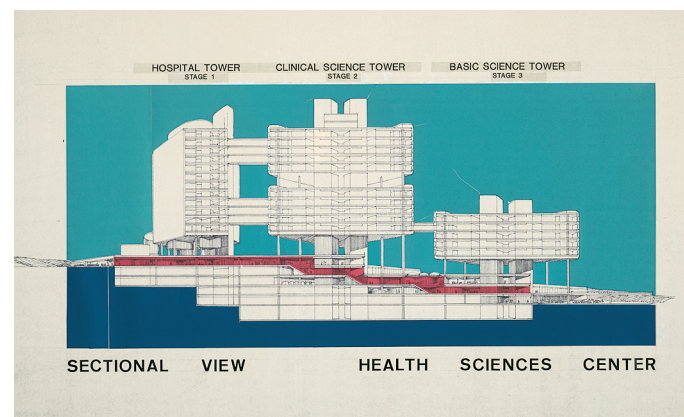 HOSPITAL TOWER CLINICAL SCIENCE TOWER BASIC SCIENCE TOWER
STAGE 1 STAGE 2 STAGE 3
SECTIONAL VIEW HEALTH SCIENCES CENTER